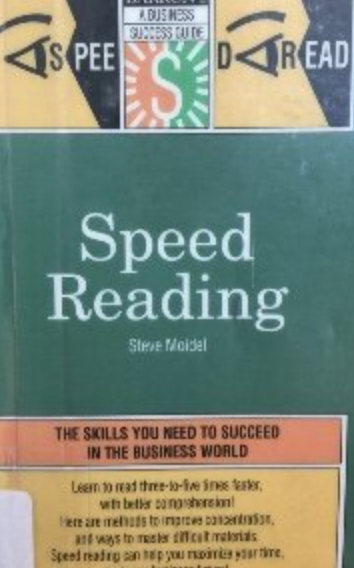 BARRON'S
A BUSINESS
SUCCESS GUIDE
SPEE D READ
$
Speed
Reading
Steve Moidel
THE SKILLS YOU NEED TO SUCCEED
IN THE BUSINESS WORLD
Learn to read three-to-five times faster,
with better comprehension!
Here are methods to improve concentration,
and ways to master difficult materials.
Speed reading can help you maximize your time,